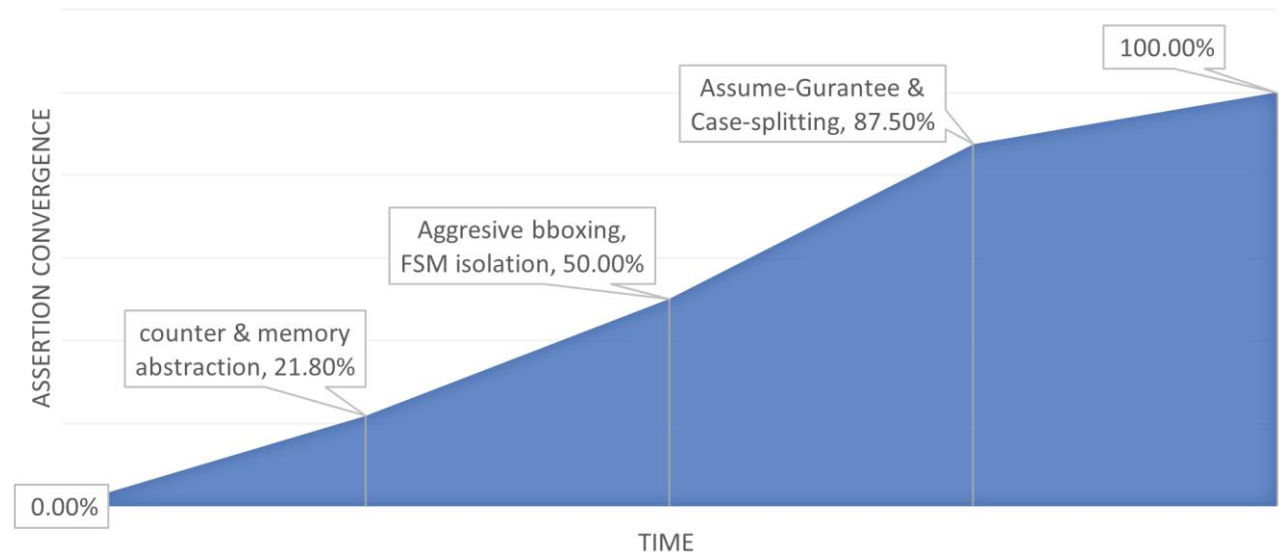 100.00%
Assume-Gurantee &
Case-splitting, 87.50%
Aggresive bboxing,
FSM isolation, 50.00%
counter & memory
abstraction, 21.80%
0.00%
ASSERTION CONVERGENCE
TIME